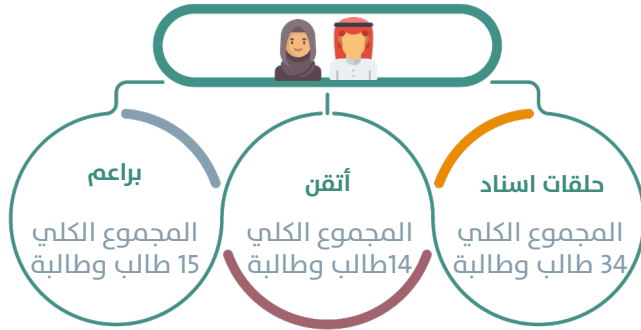 حلقات اسناد
المجموع الكلي
34 طالب وطالبة
أتقن
المجموع الكلي
14طالب وطالبة
براعم
المجموع الكلي
15 طالب وطالبة